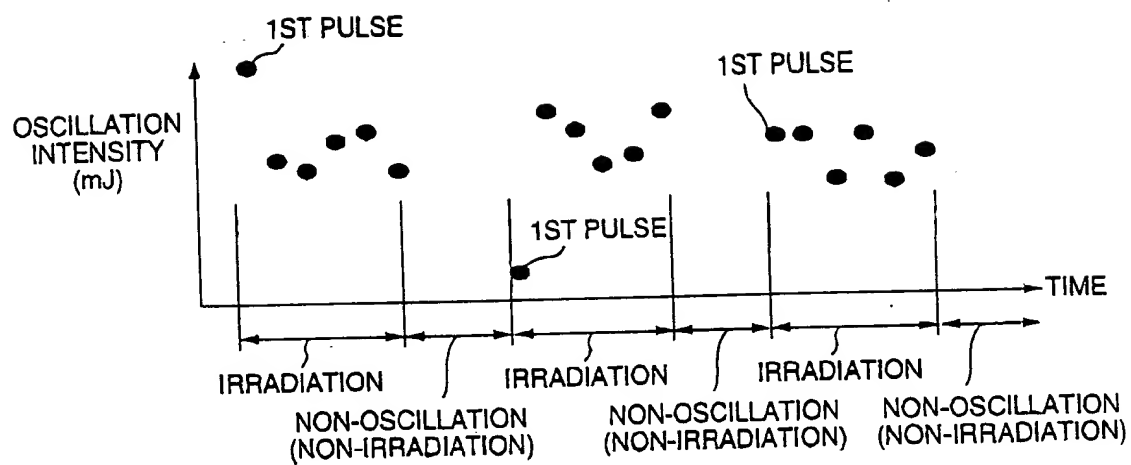 1ST PULSE
1ST PULSE
OSCILLATION
INTENSITY
(mJ)
1ST PULSE
TIME
IRRADIATION
IRRADIATION
IRRADIATION
NON-OSCILLATION
(NON-IRRADIATION)
NON-OSCILLATION
(NON-IRRADIATION)
NON-OSCILLATION
(NON-IRRADIATION)